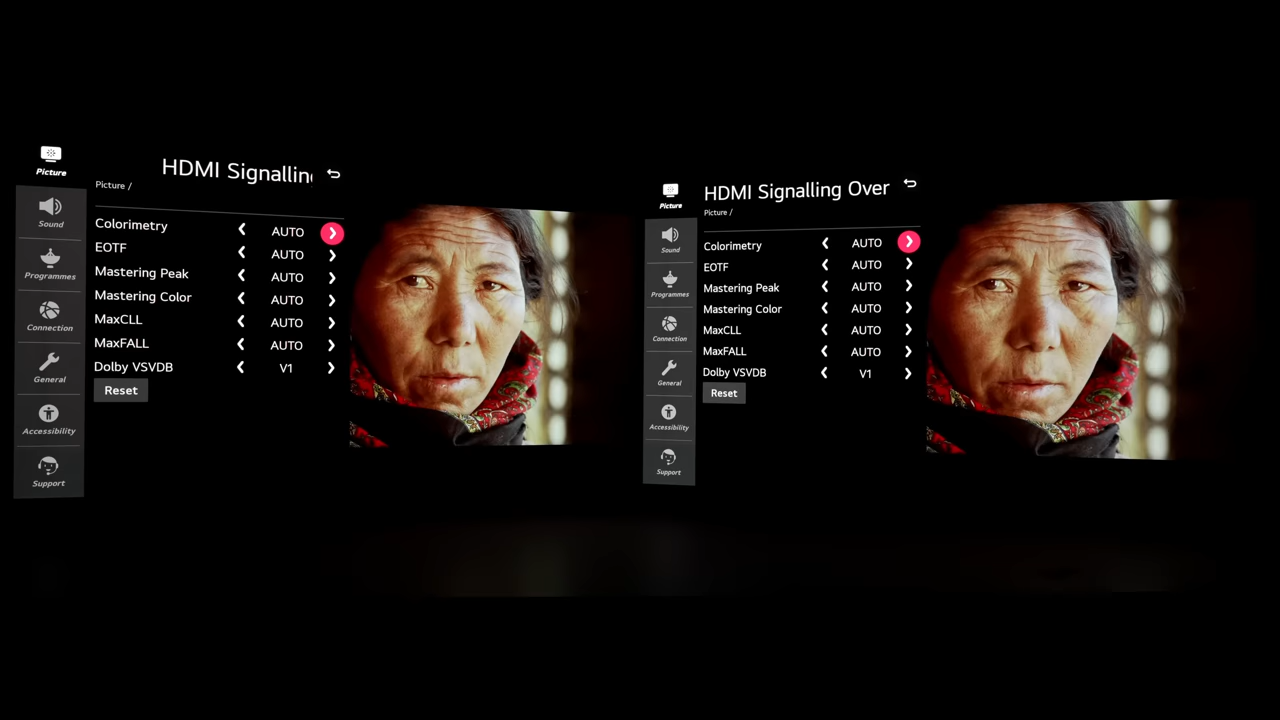 Picture
HDMI Signalling
Picture /
Sound
Colorimetry AUTO
EOTF AUTO
Programmes
Mastering Peak AUTO
Mastering Color AUTO
Connection
MaxCLL AUTO
MaxFALL AUTO
General
Dolby VSVDB V1
Reset
Accessibility
Support
Picture
HDMI Signalling Over
Picture /
Sound
Colorimetry AUTO
EOTF AUTO
Programmes
Mastering Peak AUTO
Mastering Color AUTO
Connection
MaxCLL AUTO
MaxFALL AUTO
General
Dolby VSVDB V1
Reset
Accessibility
Support